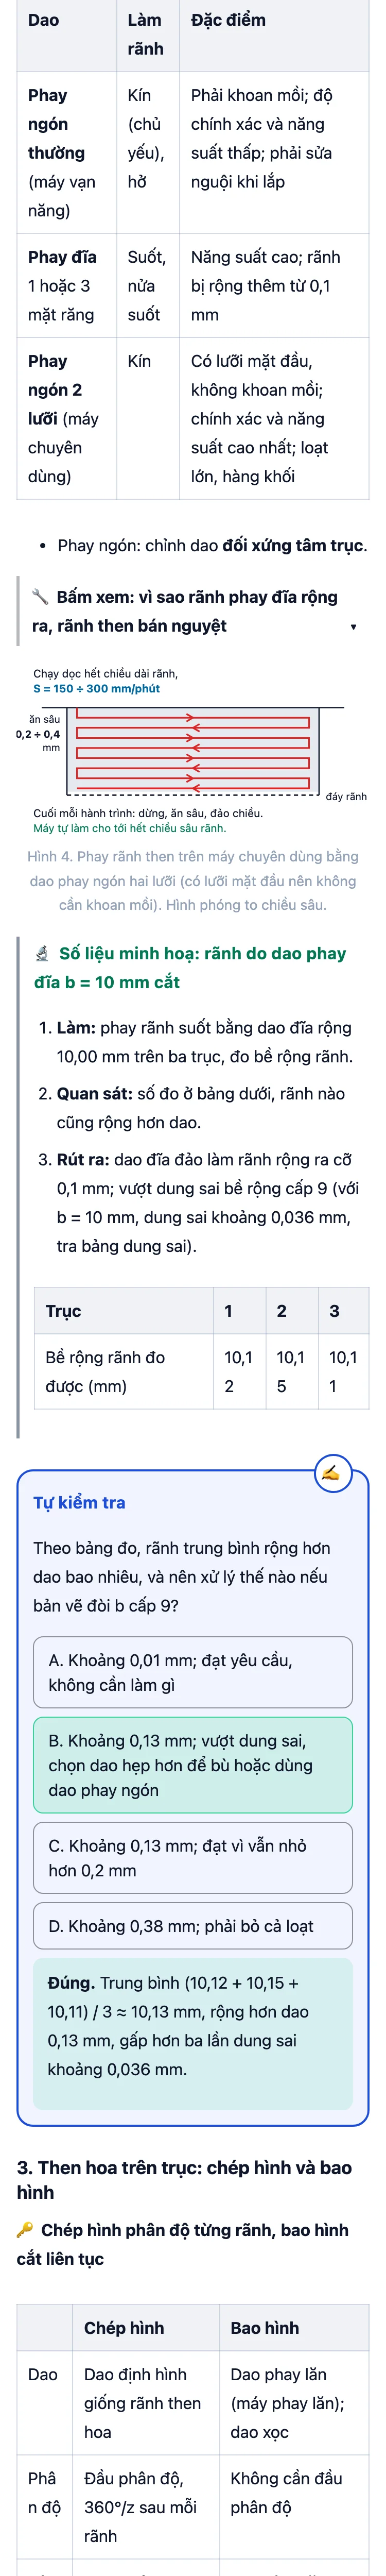 Dao
Làm
rãnh
Đặc điểm
Phay
ngón
thường
(máy vạn
năng)
Kín
(chủ
yếu),
hở
Phải khoan mồi; độ
chính xác và năng
suất thấp; phải sửa
nguội khi lắp
Phay đĩa
1 hoặc 3
mặt răng
Suốt,
nửa
suốt
Năng suất cao; rãnh
bị rộng thêm từ 0,1
mm
Phay
ngón 2
lưỡi (máy
chuyên
dùng)
Kín
Có lưỡi mặt đầu,
không khoan mồi;
chính xác và năng
suất cao nhất; loạt
lớn, hàng khối
• Phay ngón: chỉnh dao đối xứng tâm trục.
🔧 Bấm xem: vì sao rãnh phay đĩa rộng
ra, rãnh then bán nguyệt ▼
Chạy dọc hết chiều dài rãnh,
S = 150 ÷ 300 mm/phút
ăn sâu
0,2 ÷ 0,4
mm
đáy rãnh
Cuối mỗi hành trình: dừng, ăn sâu, đảo chiều.
Máy tự làm cho tới hết chiều sâu rãnh.
Hình 4. Phay rãnh then trên máy chuyên dùng bằng
dao phay ngón hai lưỡi (có lưỡi mặt đầu nên không
cần khoan mồi). Hình phóng to chiều sâu.
🔬 Số liệu minh hoạ: rãnh do dao phay
đĩa b = 10 mm cắt
1. Làm: phay rãnh suốt bằng dao đĩa rộng
10,00 mm trên ba trục, đo bề rộng rãnh.
2. Quan sát: số đo ở bảng dưới, rãnh nào
cũng rộng hơn dao.
3. Rút ra: dao đĩa đảo làm rãnh rộng ra cỡ
0,1 mm; vượt dung sai bề rộng cấp 9 (với
b = 10 mm, dung sai khoảng 0,036 mm,
tra bảng dung sai).
Trục
1
2
3
Bề rộng rãnh đo
được (mm)
10,1
2
10,1
5
10,1
1
✍️
Tự kiểm tra
Theo bảng đo, rãnh trung bình rộng hơn
dao bao nhiêu, và nên xử lý thế nào nếu
bản vẽ đòi b cấp 9?
A. Khoảng 0,01 mm; đạt yêu cầu,
không cần làm gì
B. Khoảng 0,13 mm; vượt dung sai,
chọn dao hẹp hơn để bù hoặc dùng
dao phay ngón
C. Khoảng 0,13 mm; đạt vì vẫn nhỏ
hơn 0,2 mm
D. Khoảng 0,38 mm; phải bỏ cả loạt
Đúng. Trung bình (10,12 + 10,15 +
10,11) / 3 ≈ 10,13 mm, rộng hơn dao
0,13 mm, gấp hơn ba lần dung sai
khoảng 0,036 mm.
3. Then hoa trên trục: chép hình và bao
hình
🔑 Chép hình phân độ từng rãnh, bao hình
cắt liên tục
Chép hình
Bao hình
Dao
Dao định hình
giống rãnh then
hoa
Dao phay lăn
(máy phay lăn);
dao xọc
Phâ
n độ
Đầu phân độ,
360°/z sau mỗi
rãnh
Không cần đầu
phân độ